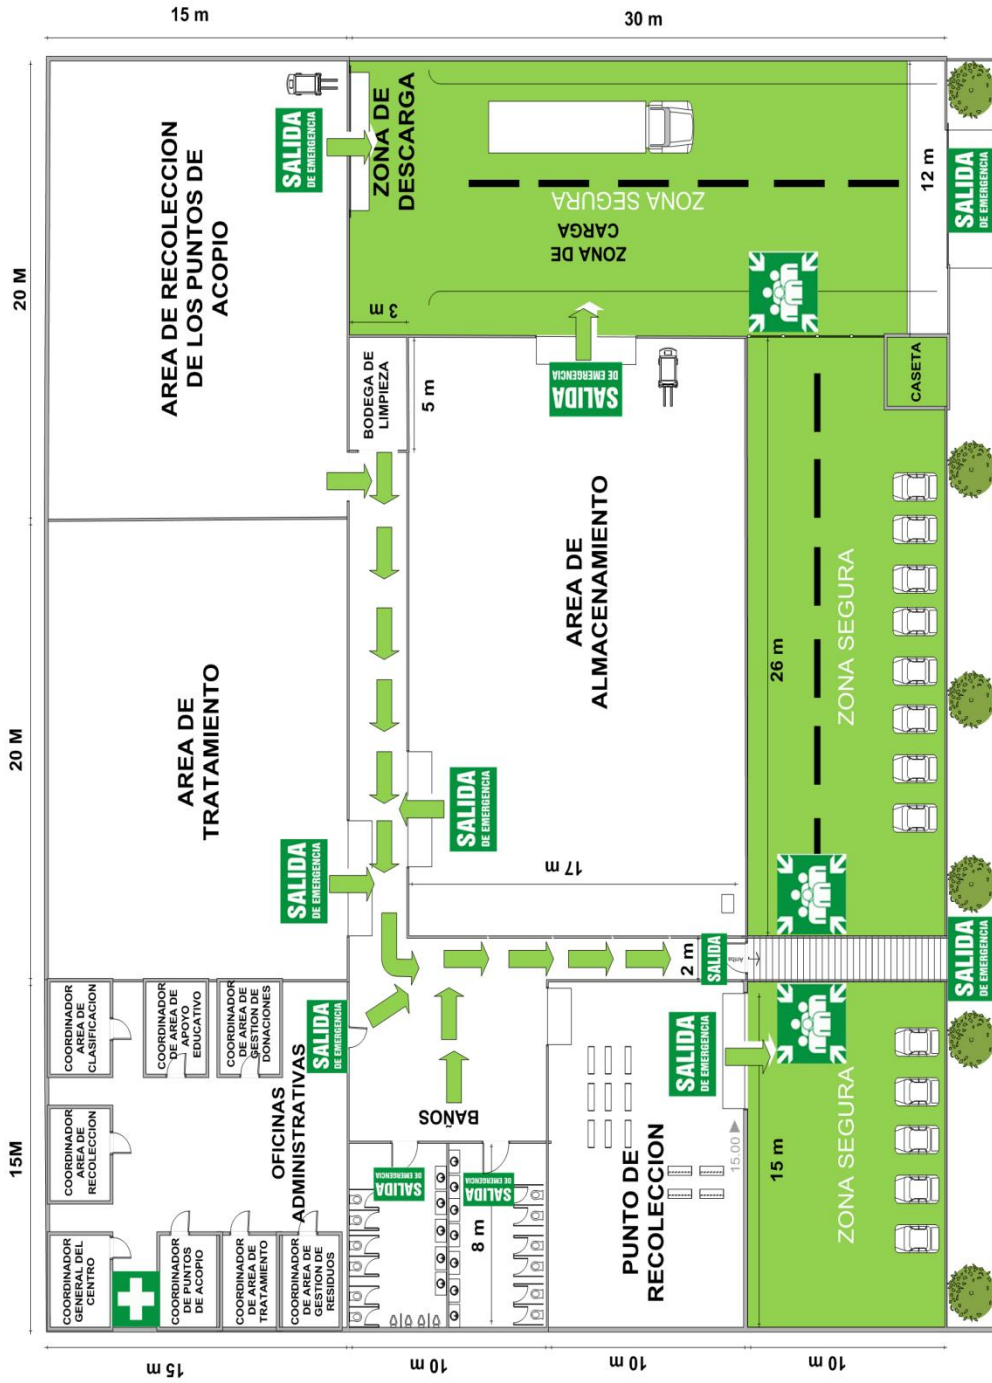 15M
20 M
20 M
15 m
30 m
COORDINADOR
GENERAL DEL
CENTRO
COORDINADOR
AREA DE
RECOLECCION
COORDINADOR
AREA DE
CLASIFICACION
COORDINADOR
DE PUNTOS
DE ACOPIO
COORDINADOR
DE AREA DE
APOYO
EDUCATIVO
COORDINADOR
DE AREA DE
TRATAMIENTO
COORDINADOR
DE AREA DE
GESTION DE
DONACIONES
COORDINADOR
DE AREA DE
GESTION DE
RESIDUOS
OFICINAS
ADMINISTRATIVAS
SALIDA
DE EMERGENCIA
AREA DE
TRATAMIENTO
SALIDA
DE EMERGENCIA
AREA DE RECOLECCION
DE LOS PUNTOS DE
ACOPIO
SALIDA
DE EMERGENCIA
ZONA DE
DESCARGA
15 m
10 m
10 m
10 m
BAÑOS
SALIDA
DE EMERGENCIA
SALIDA
DE EMERGENCIA
8 m
BODEGA DE
LIMPIEZA
3 m
5 m
SALIDA
DE EMERGENCIA
17 m
AREA DE
ALMACENAMIENTO
SALIDA
DE EMERGENCIA
ZONA DE
CARGA
ZONA SEGURA
PUNTO DE
RECOLECCION
SALIDA
DE EMERGENCIA
2 m
SALIDA
Arriba
15.00
15 m
ZONA SEGURA
26 m
ZONA SEGURA
CASETA
12 m
SALIDA
DE EMERGENCIA
SALIDA
DE EMERGENCIA